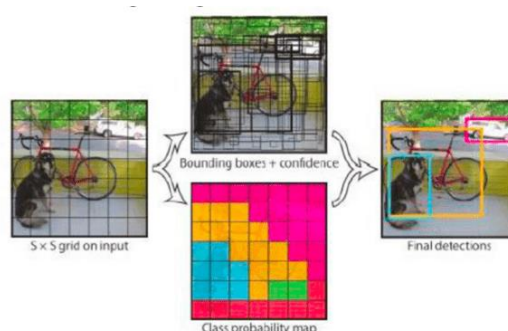 Bounding boxes + confidence
S × S grid on input
Final detections
Class probability map